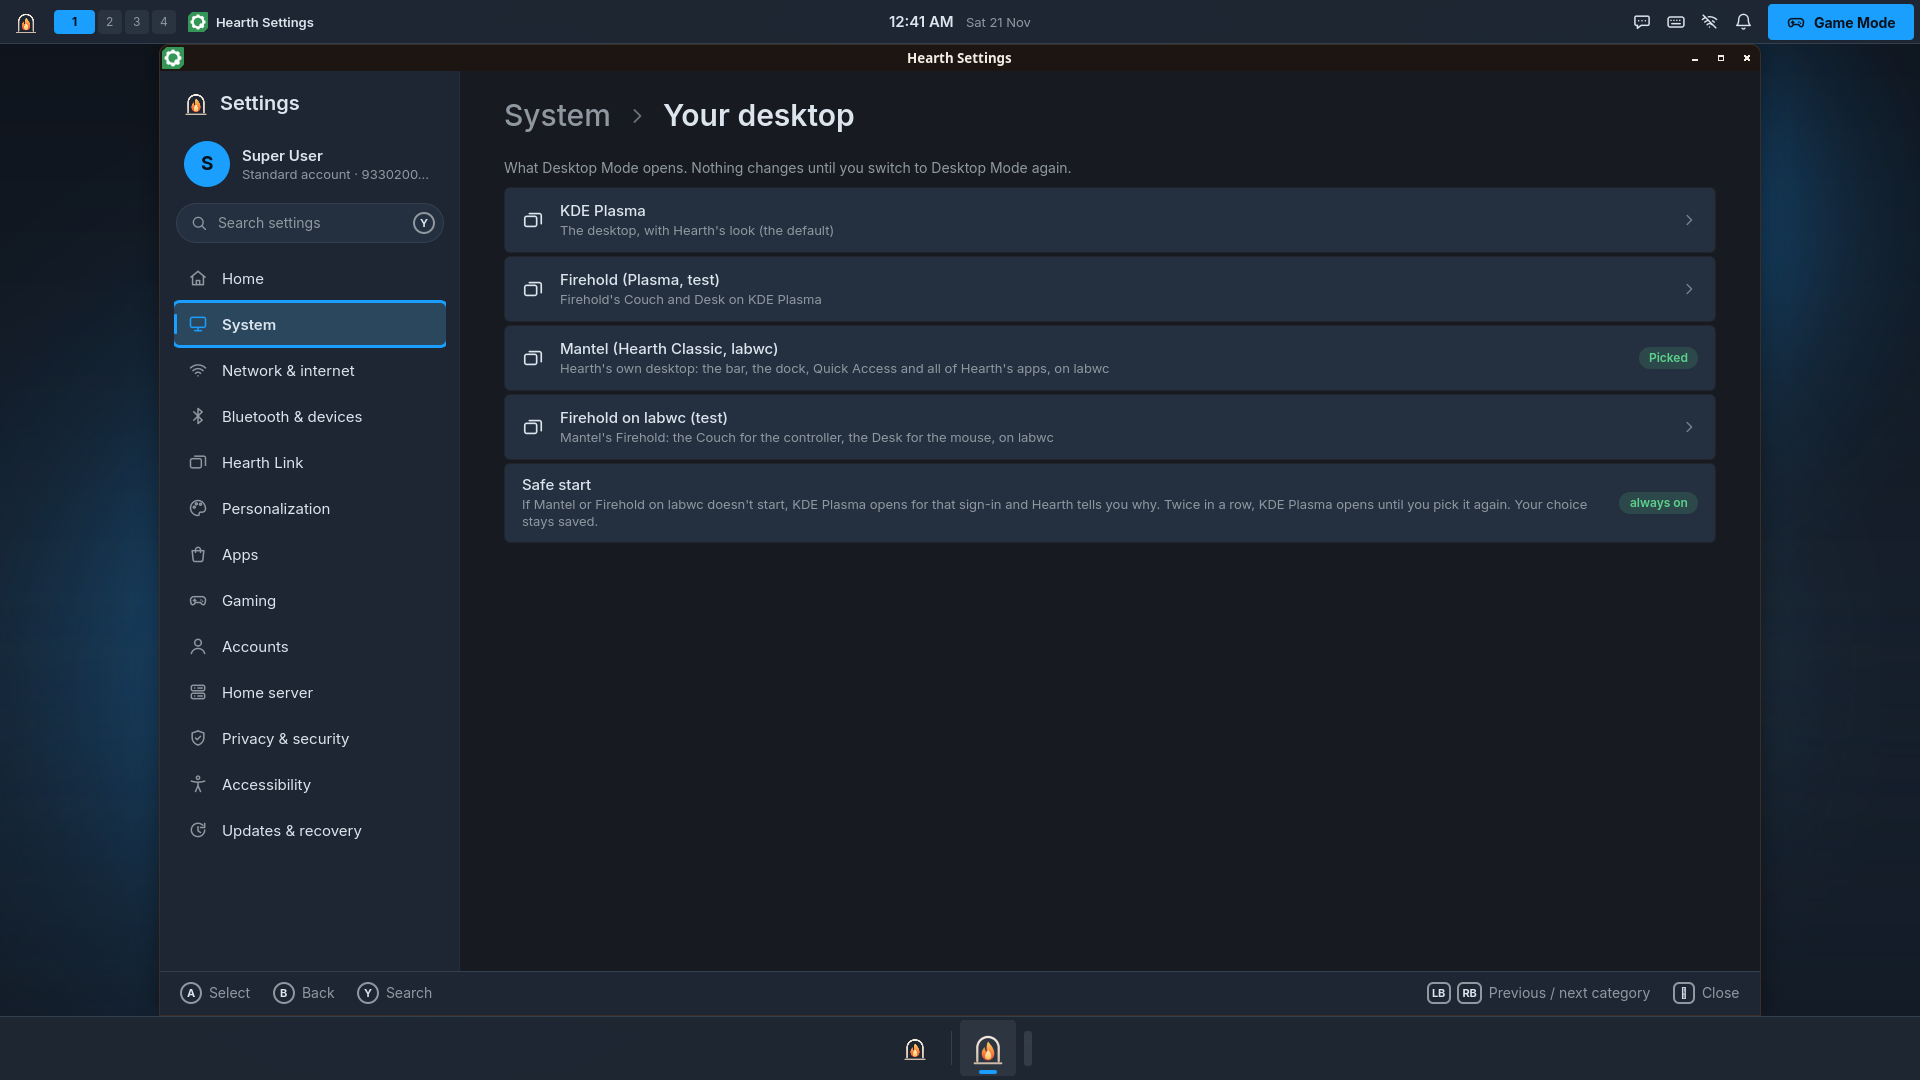 1 2 3 4 Hearth Settings 12:41 AM Sat 21 Nov Game Mode
Hearth Settings
Settings
S Super User
Standard account · 9330200...
Search settings Y
Home
System
Network & internet
Bluetooth & devices
Hearth Link
Personalization
Apps
Gaming
Accounts
Home server
Privacy & security
Accessibility
Updates & recovery
System > Your desktop
What Desktop Mode opens. Nothing changes until you switch to Desktop Mode again.
KDE Plasma
The desktop, with Hearth's look (the default)
Firehold (Plasma, test)
Firehold's Couch and Desk on KDE Plasma
Mantel (Hearth Classic, labwc)
Hearth's own desktop: the bar, the dock, Quick Access and all of Hearth's apps, on labwc
Picked
Firehold on labwc (test)
Mantel's Firehold: the Couch for the controller, the Desk for the mouse, on labwc
Safe start
If Mantel or Firehold on labwc doesn't start, KDE Plasma opens for that sign-in and Hearth tells you why. Twice in a row, KDE Plasma opens until you pick it again. Your choice
stays saved.
always on
A Select B Back Y Search LB RB Previous / next category Close